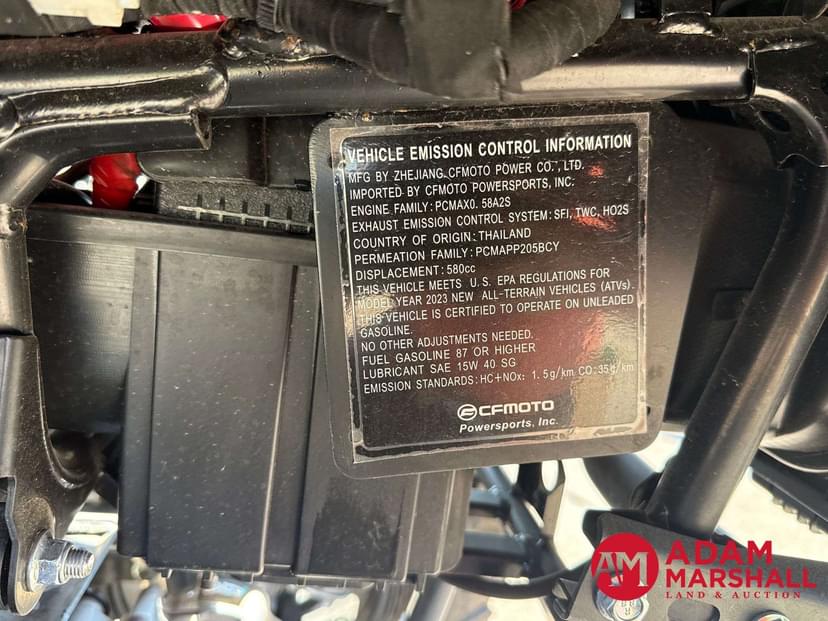 VEHICLE EMISSION CONTROL INFORMATION
MFG BY ZHEJIANG CFMOTO POWER CO., LTD.
IMPORTED BY CFMOTO POWERSPORTS, INC.
ENGINE FAMILY: PCMAX0. 58A2S
EXHAUST EMISSION CONTROL SYSTEM: SFI, TWC, HO2S
COUNTRY OF ORIGIN: THAILAND
PERMEATION FAMILY: PCMAPP205BCY
DISPLACEMENT: 580cc
THIS VEHICLE MEETS U.S. EPA REGULATIONS FOR
MODEL YEAR 2023 NEW ALL-TERRAIN VEHICLES (ATVs).
THIS VEHICLE IS CERTIFIED TO OPERATE ON UNLEADED
GASOLINE.
NO OTHER ADJUSTMENTS NEEDED.
FUEL GASOLINE 87 OR HIGHER
LUBRICANT SAE 15W 40 SG
EMISSION STANDARDS: HC+NOx: 1.5g/km CO: 35g/km
CFMOTO
Powersports, Inc.
AM ADAM
MARSHALL
LAND & AUCTION